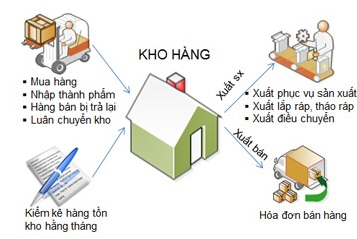 KHO HÀNG
▪ Mua hàng
▪ Nhập thành phẩm
▪ Hàng bán bị trả lại
▪ Luân chuyển kho
Kiểm kê hàng tồn
kho hằng tháng
Xuất sx
▪ Xuất phục vụ sản xuất
▪ Xuất lắp ráp, tháo ráp
▪ Xuất điều chuyển
Xuất bán
Hóa đơn bán hàng